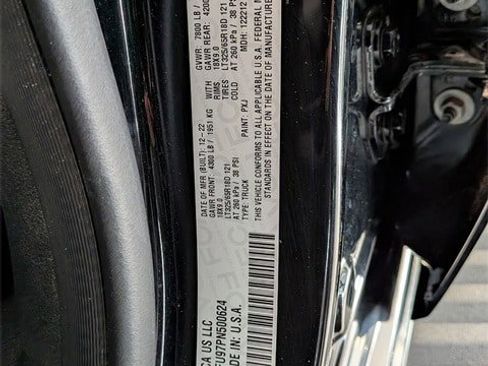 CA US LLC
FU97PN500624
DE IN: U.S.A.
DATE OF MFR (BUILT): 12-22
GVWR: 7800 LB /
GAWR FRONT: 4300 LB / 1951 KG WITH
GAWR REAR: 4200
18X9.0 RIMS 18X9.0
LT325/65R18D 121 TIRES LT325/65R18D 121
AT 260 kPa / 38 PSI COLD AT 260 kPa / 38 PSI
TYPE: TRUCK PAINT: PXJ MDH: 122212
THIS VEHICLE CONFORMS TO ALL APPLICABLE U.S.A. FEDERAL M
STANDARDS IN EFFECT ON THE DATE OF MANUFACTURE